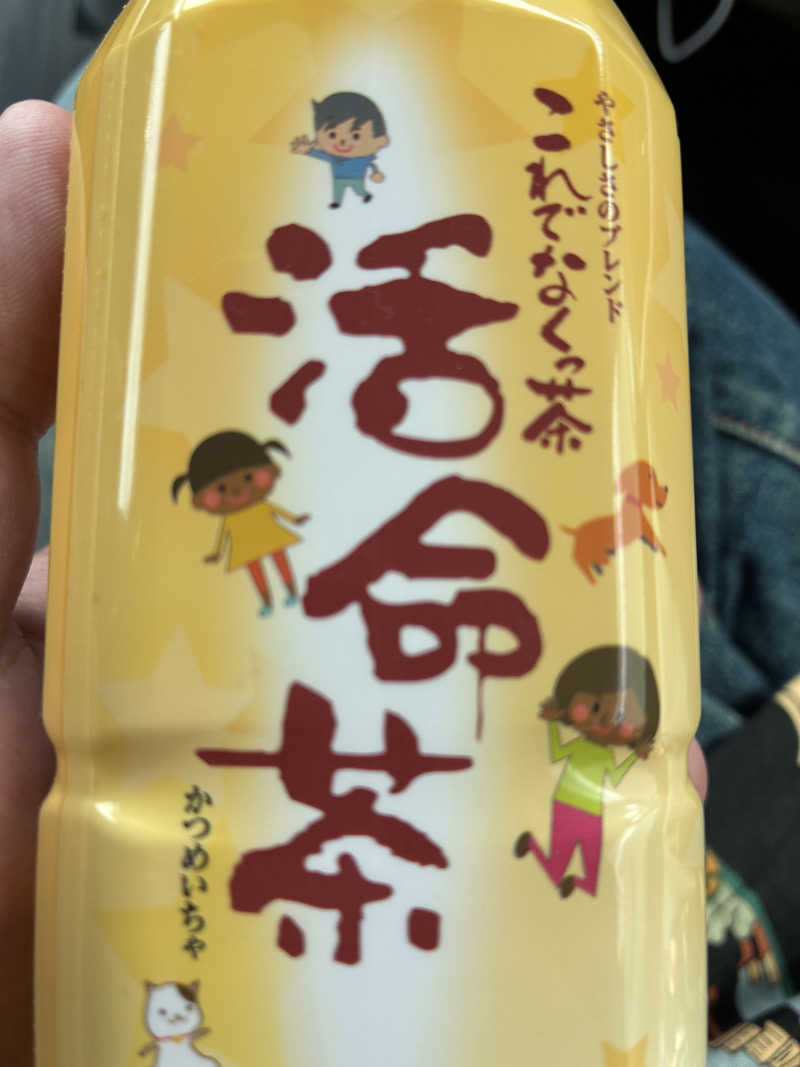 やさしさのブレンド
これでなくっ茶
活命茶
かつめいちゃ